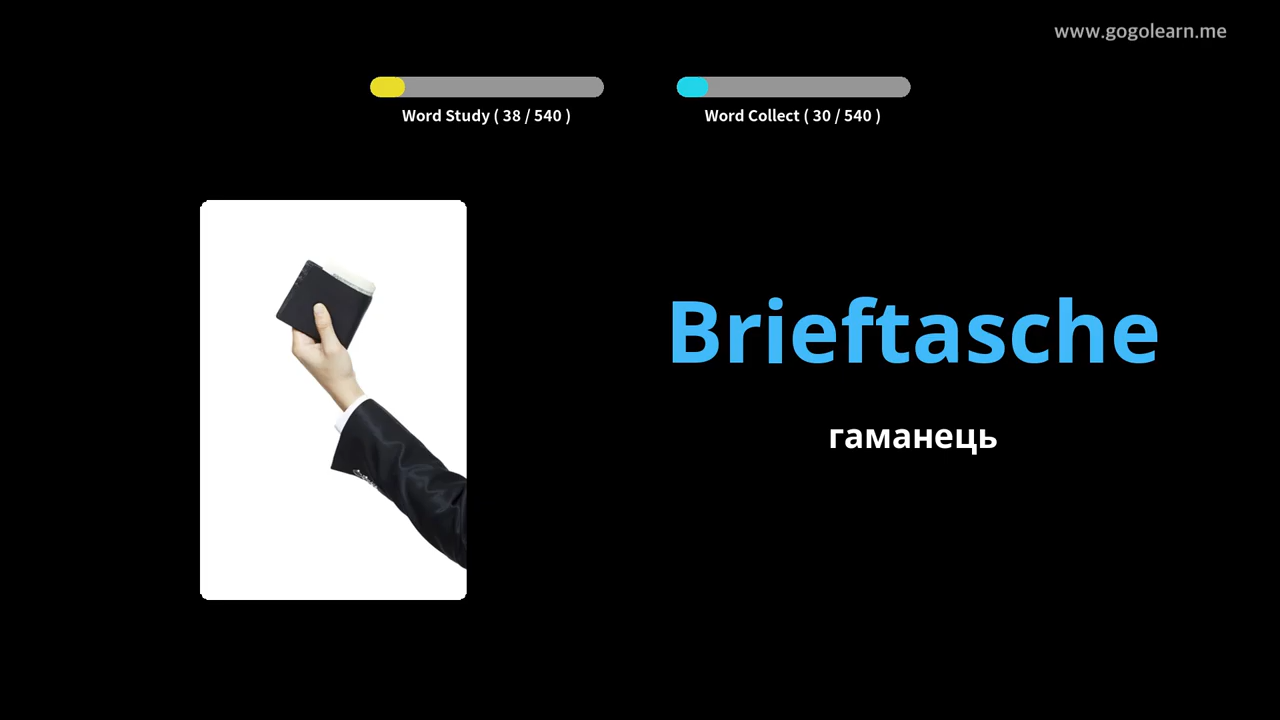 www.gogolearn.me
Word Study ( 38 / 540 )
Word Collect ( 30 / 540 )
Brieftasche
гаманець